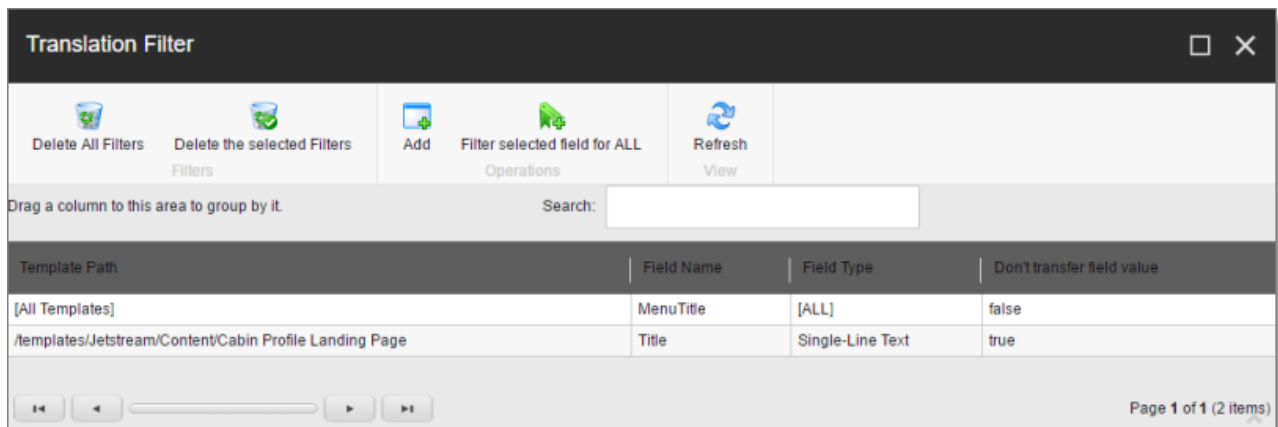 Translation Filter
Delete All Filters Delete the selected Filters Add Filter selected field for ALL Refresh
Filters Operations View
Drag a column to this area to group by it. Search:
Template Path Field Name Field Type Don't transfer field value
[All Templates] MenuTitle [ALL] false
/templates/Jetstream/Content/Cabin Profile Landing Page Title Single-Line Text true
Page 1 of 1 (2 items)